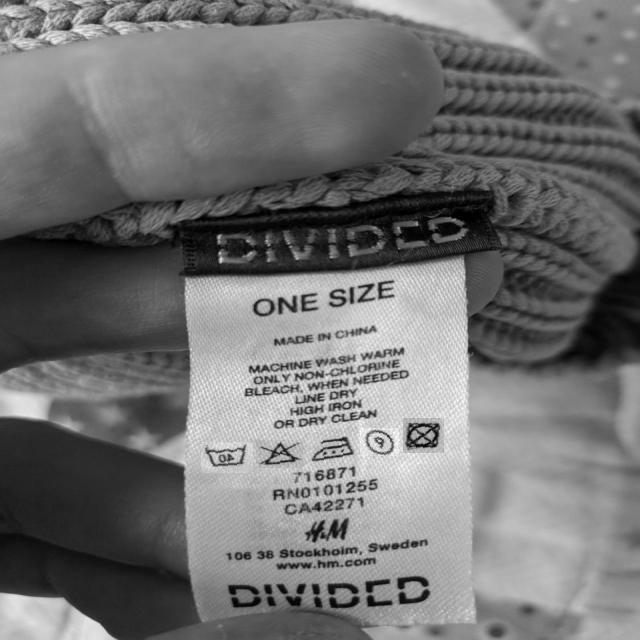 DIVIDED
ONE SIZE
MADE IN CHINA
MACHINE WASH WARM
ONLY NON-CHLORINE
BLEACH, WHEN NEEDED
LINE DRY
HIGH IRON
OR DRY CLEAN
716871
RN0101255
CA42271
H&M
106 38 Stockholm, Sweden
www.hm.com
DIVIDED